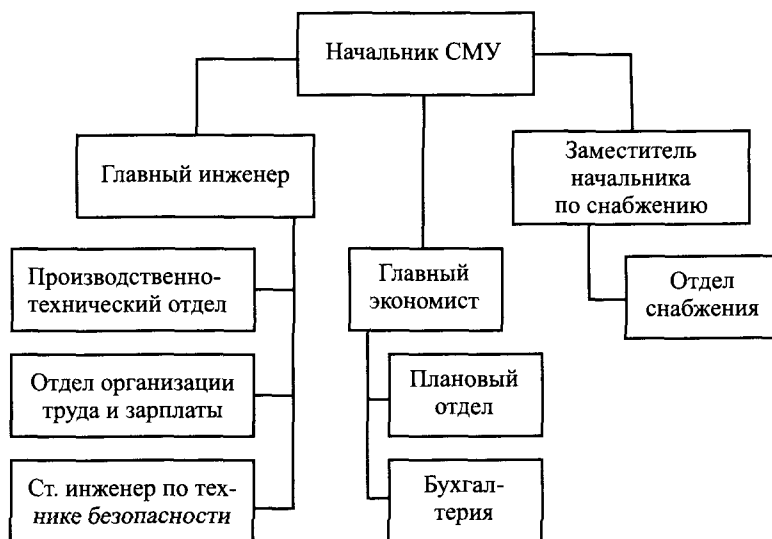 Начальник СМУ
Главный инженер
Заместитель
начальника
по снабжению
Производственно-
технический отдел
Главный
экономист
Отдел
снабжения
Отдел организации
труда и зарплаты
Плановый
отдел
Ст. инженер по тех-
нике безопасности
Бухгал-
терия